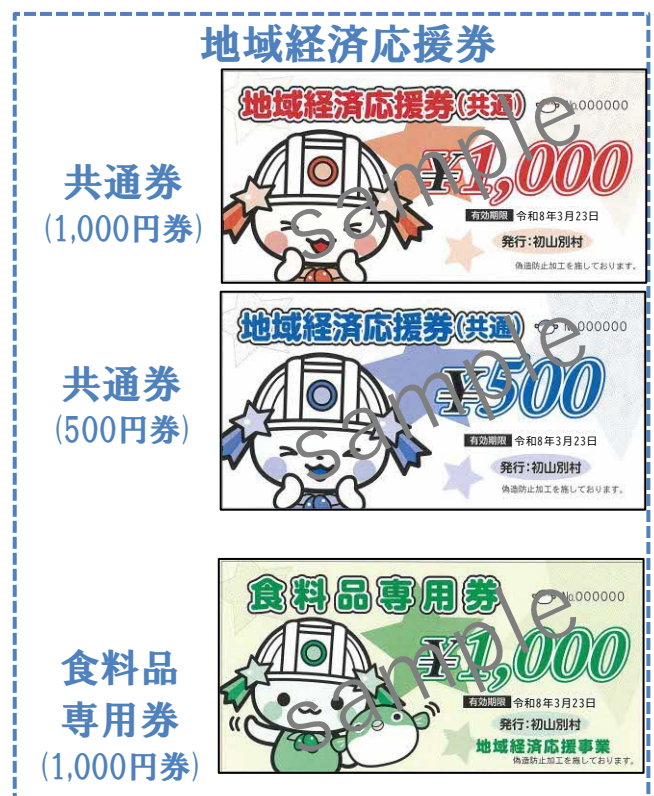 地域経済応援券
共通券
(1,000円券)
地域経済応援券(共通)
No.000000
¥1,000
有効期限 令和8年3月23日
発行:初山別村
偽造防止加工を施しております。
sample
共通券
(500円券)
地域経済応援券(共通)
No.000000
¥500
有効期限 令和8年3月23日
発行:初山別村
偽造防止加工を施しております。
sample
食料品
専用券
(1,000円券)
食料品専用券
No.000000
¥1,000
有効期限 令和8年3月23日
発行:初山別村
地域経済応援事業
偽造防止加工を施しております。
sample